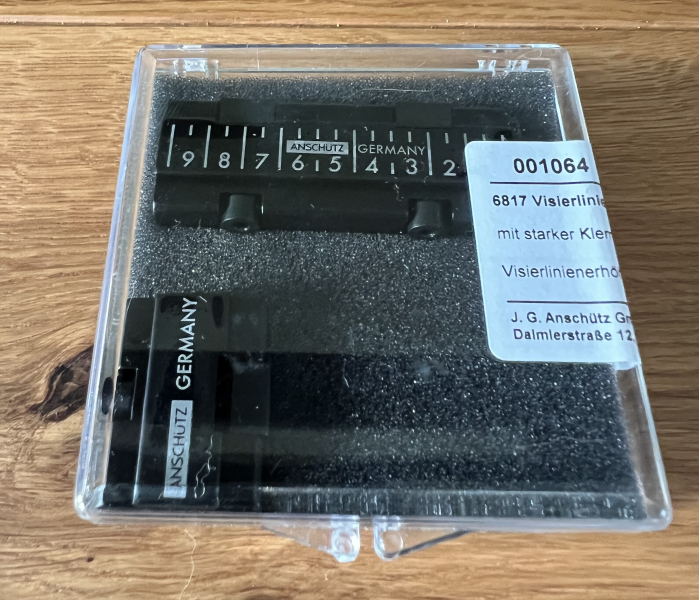 ANSCHÜTZ GERMANY
9 8 7 6 5 4 3 2
001064
6817 Visierlinie
mit starker Klem
Visierlinienerhö
J. G. Anschütz Gm
Daimlerstraße 12
ANSCHÜTZ GERMANY